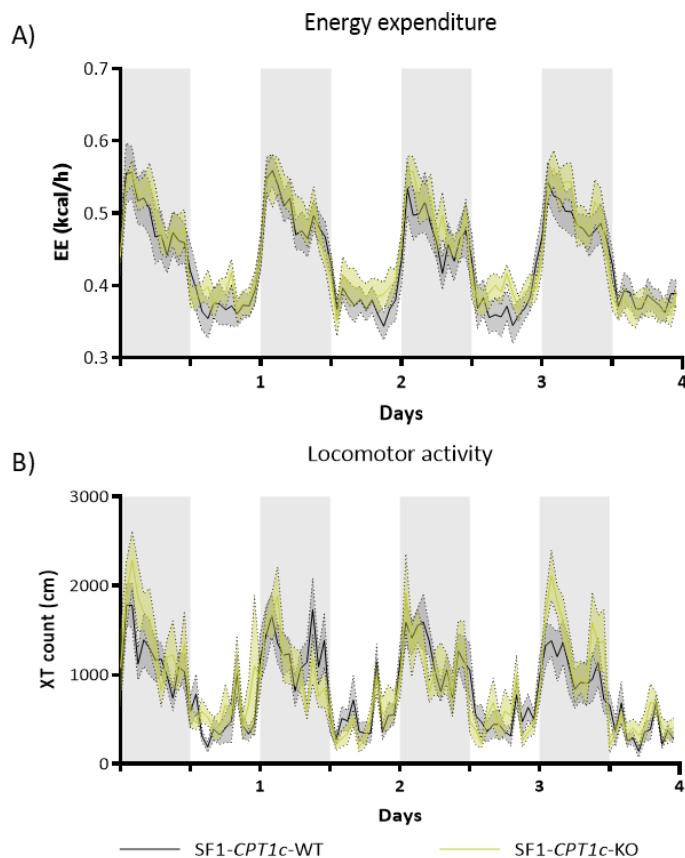 A)
Energy expenditure
0.7
0.6
0.5
0.4
0.3
EE (kcal/h)
1
2
3
4
Days
B)
Locomotor activity
3000
2000
1000
0
XT count (cm)
1
2
3
4
Days
SF1-CPT1c-WT
SF1-CPT1c-KO